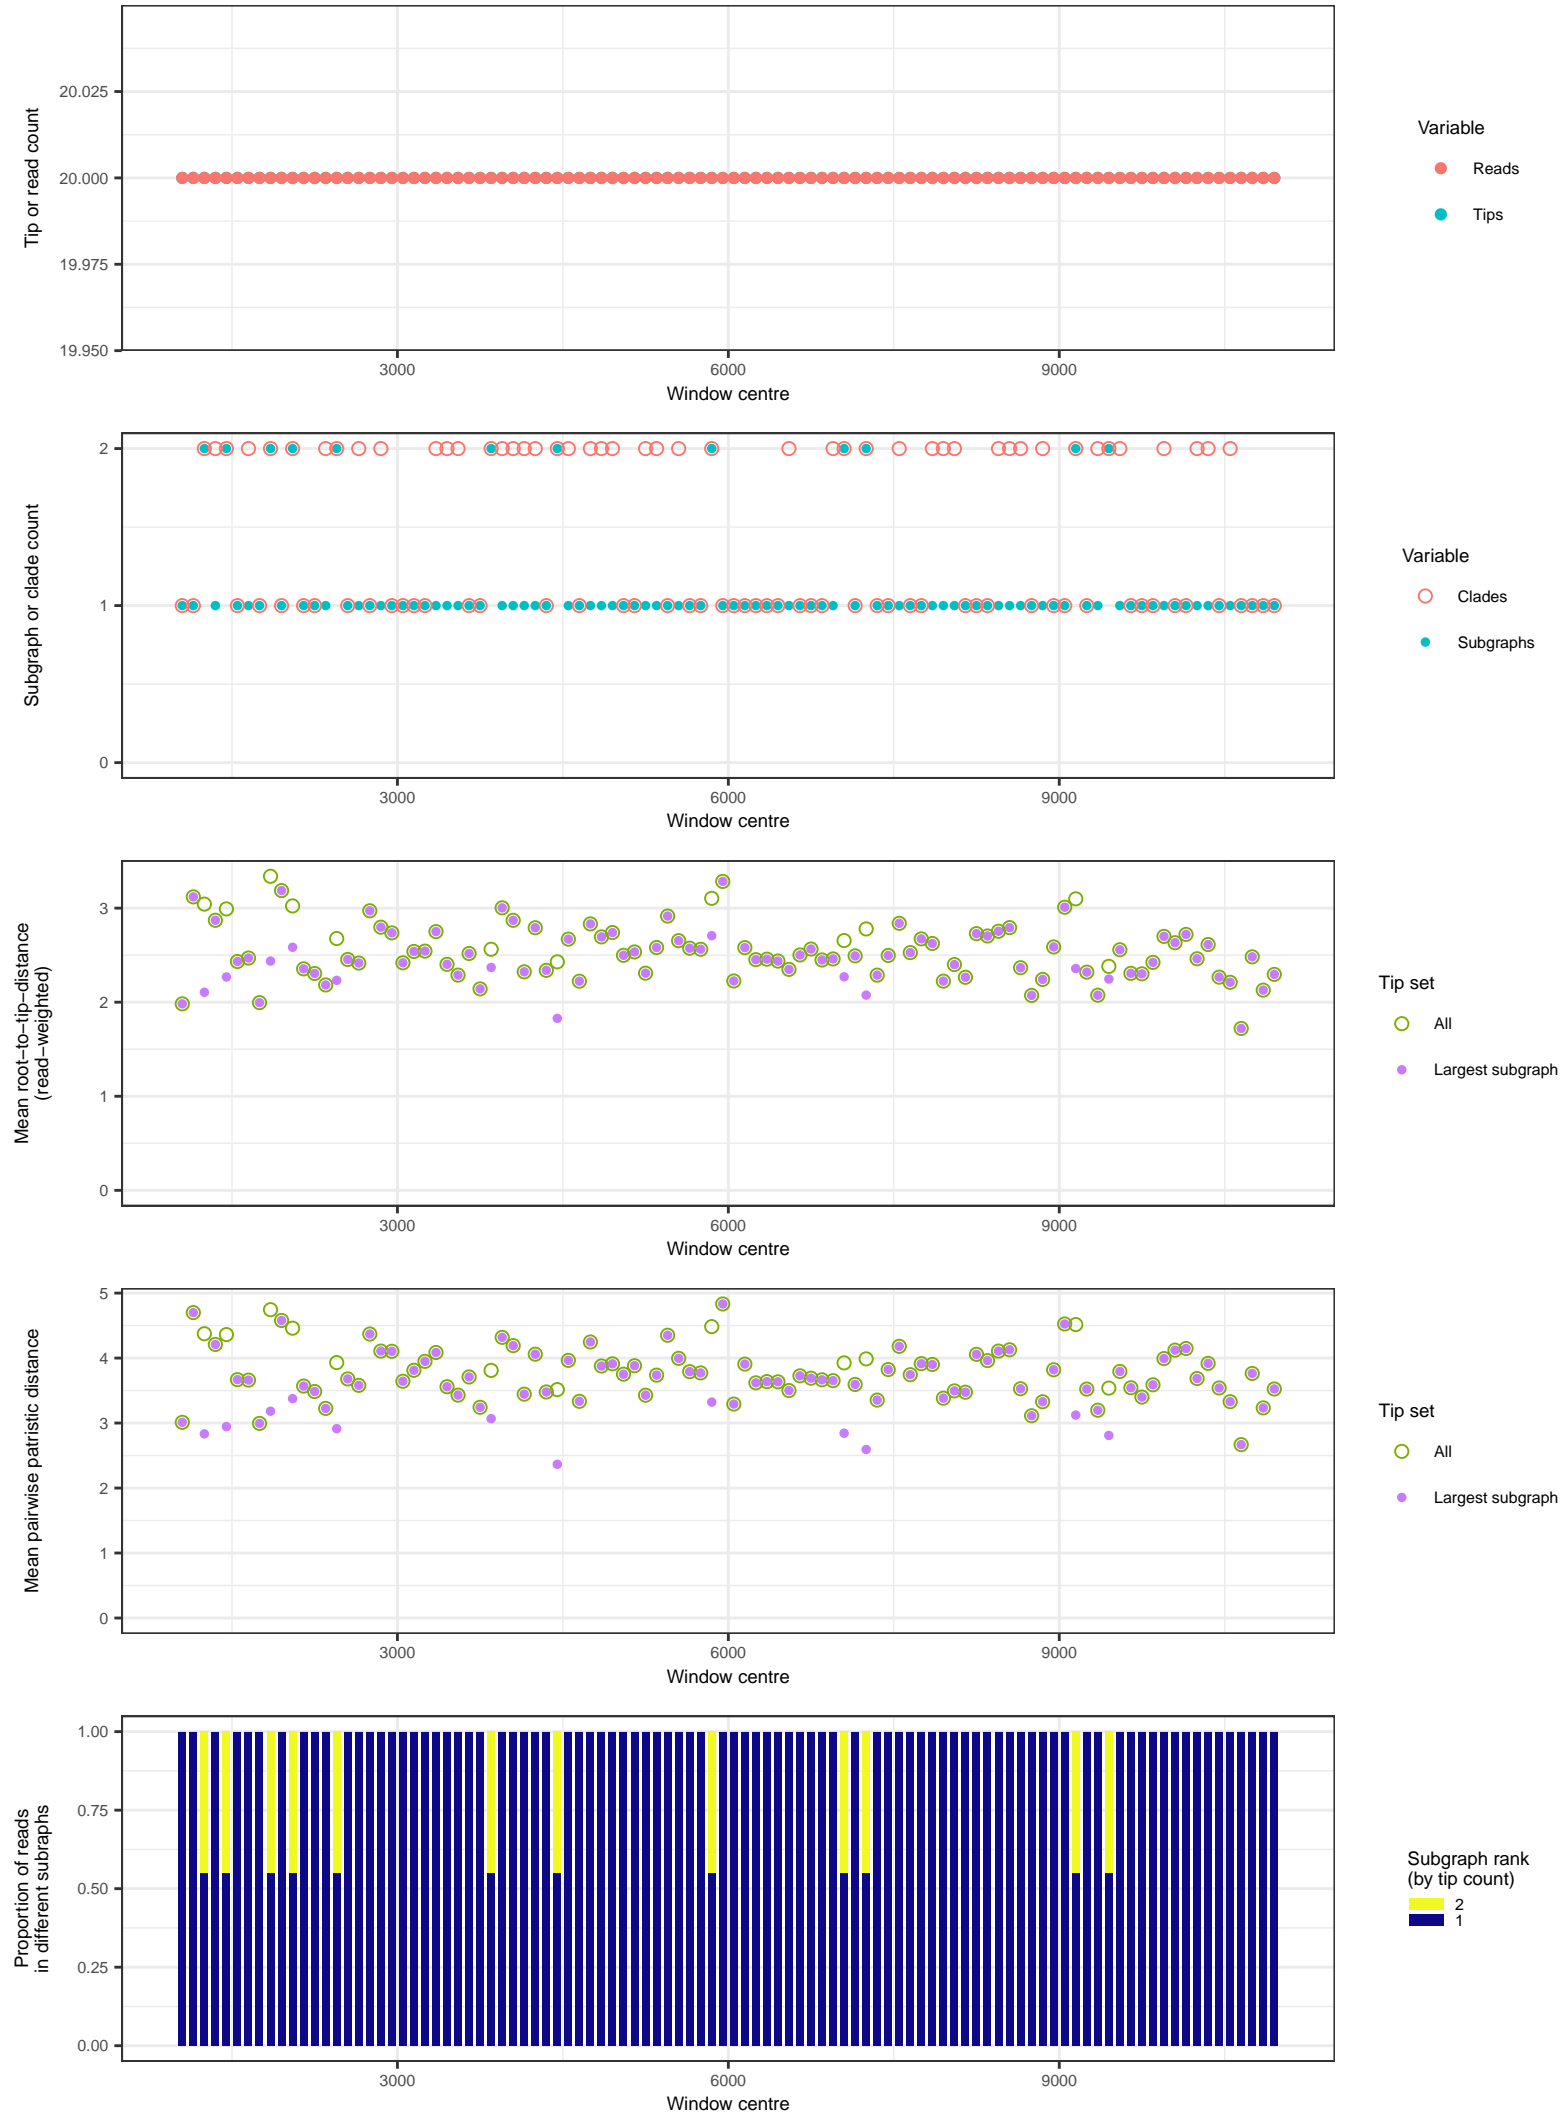 Tip or read count
20.025
20.000
19.975
19.950
3000 6000 9000
Window centre
Variable
Reads
Tips
Subgraph or clade count
2
1
0
3000 6000 9000
Window centre
Variable
Clades
Subgraphs
Mean root−to−tip−distance
(read−weighted)
3
2
1
0
3000 6000 9000
Window centre
Tip set
All
Largest subgraph
Mean pairwise patristic distance
5
4
3
2
1
0
3000 6000 9000
Window centre
Tip set
All
Largest subgraph
Proportion of reads
in different subraphs
1.00
0.75
0.50
0.25
0.00
3000 6000 9000
Window centre
Subgraph rank
(by tip count)
2
1